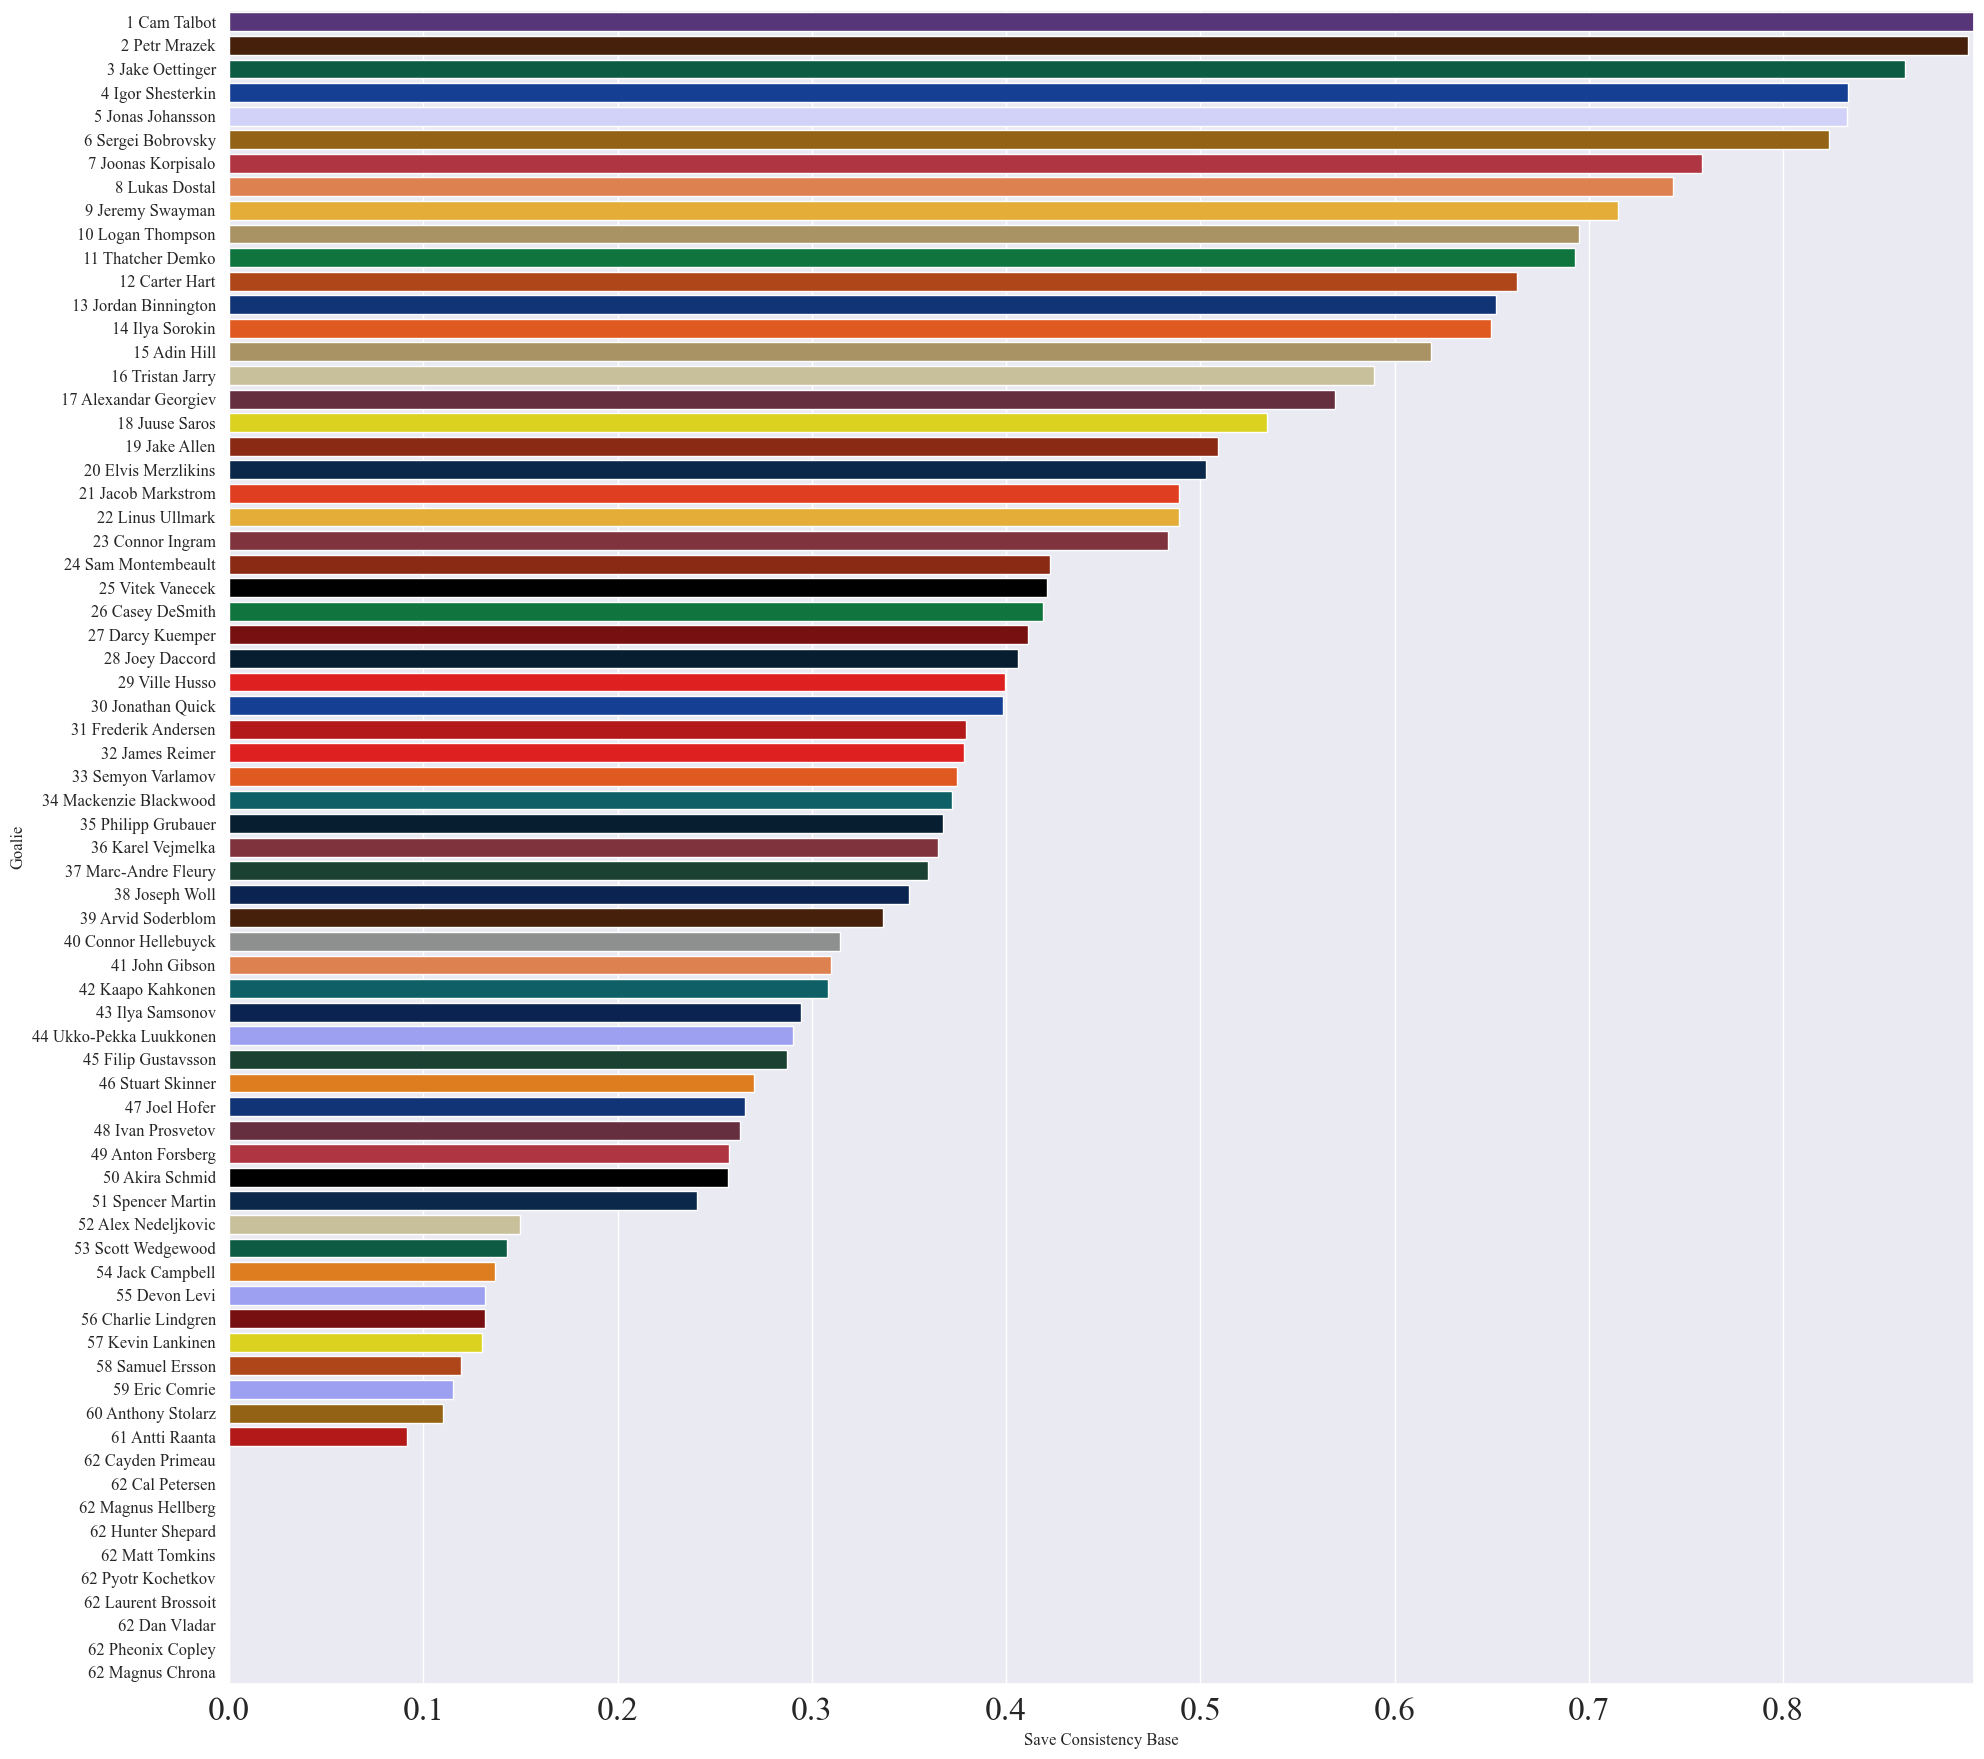 1 Cam Talbot
2 Petr Mrazek
3 Jake Oettinger
4 Igor Shesterkin
5 Jonas Johansson
6 Sergei Bobrovsky
7 Joonas Korpisalo
8 Lukas Dostal
9 Jeremy Swayman
10 Logan Thompson
11 Thatcher Demko
12 Carter Hart
13 Jordan Binnington
14 Ilya Sorokin
15 Adin Hill
16 Tristan Jarry
17 Alexandar Georgiev
18 Juuse Saros
19 Jake Allen
20 Elvis Merzlikins
21 Jacob Markstrom
22 Linus Ullmark
23 Connor Ingram
24 Sam Montembeault
25 Vitek Vanecek
26 Casey DeSmith
27 Darcy Kuemper
28 Joey Daccord
29 Ville Husso
30 Jonathan Quick
31 Frederik Andersen
32 James Reimer
33 Semyon Varlamov
34 Mackenzie Blackwood
35 Philipp Grubauer
36 Karel Vejmelka
37 Marc-Andre Fleury
38 Joseph Woll
39 Arvid Soderblom
40 Connor Hellebuyck
41 John Gibson
42 Kaapo Kahkonen
43 Ilya Samsonov
44 Ukko-Pekka Luukkonen
45 Filip Gustavsson
46 Stuart Skinner
47 Joel Hofer
48 Ivan Prosvetov
49 Anton Forsberg
50 Akira Schmid
51 Spencer Martin
52 Alex Nedeljkovic
53 Scott Wedgewood
54 Jack Campbell
55 Devon Levi
56 Charlie Lindgren
57 Kevin Lankinen
58 Samuel Ersson
59 Eric Comrie
60 Anthony Stolarz
61 Antti Raanta
62 Cayden Primeau
62 Cal Petersen
62 Magnus Hellberg
62 Hunter Shepard
62 Matt Tomkins
62 Pyotr Kochetkov
62 Laurent Brossoit
62 Dan Vladar
62 Pheonix Copley
62 Magnus Chrona
Goalie
0.0 0.1 0.2 0.3 0.4 0.5 0.6 0.7 0.8
Save Consistency Base